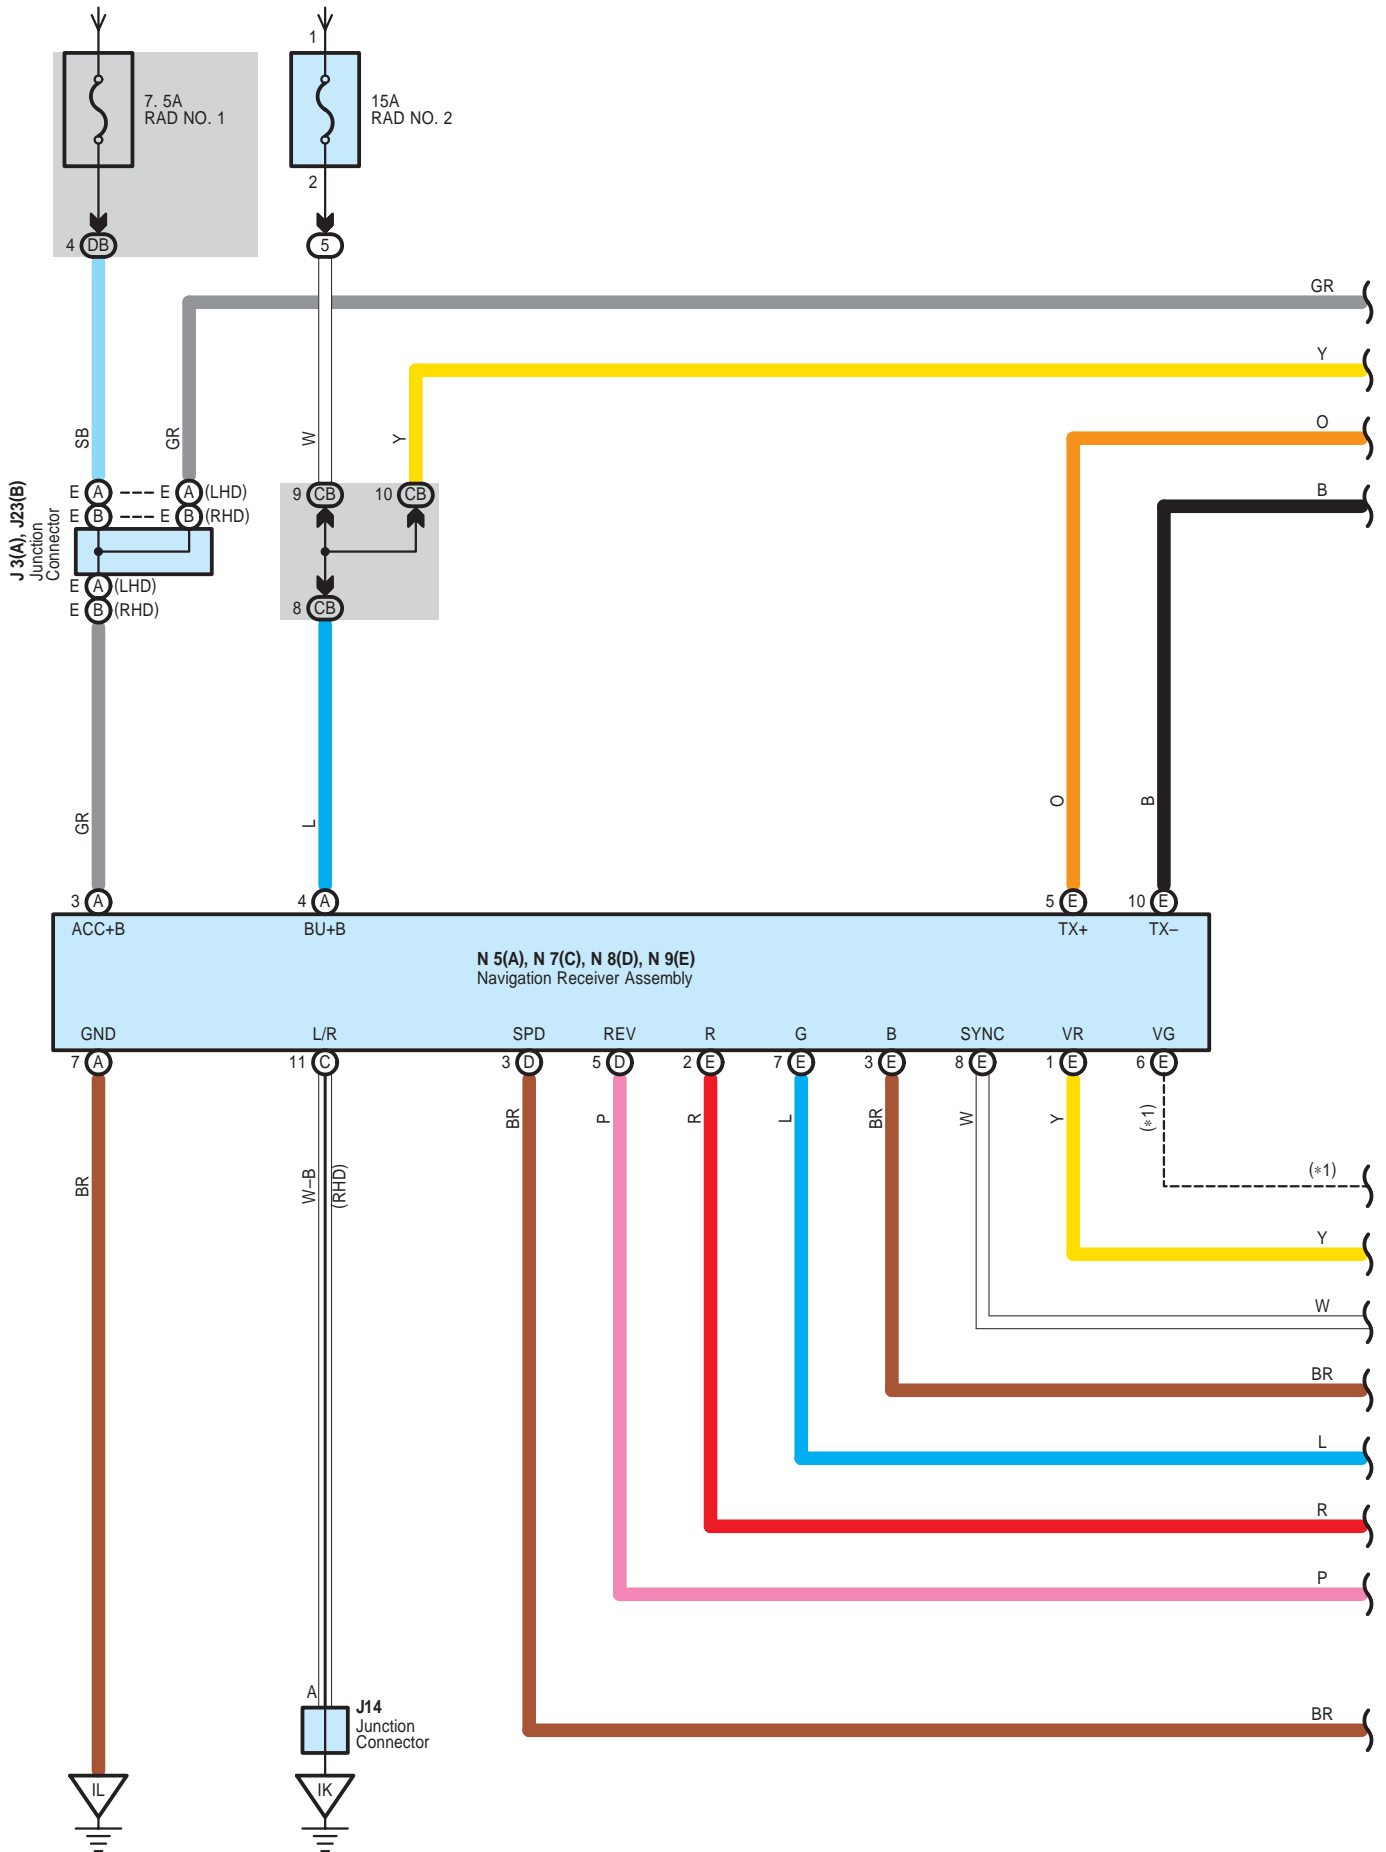 1
7. 5A
RAD NO. 1
15A
RAD NO. 2
2
4 DB
5
GR
Y
O
B
SB
GR
W
Y
J 3(A), J23(B)
Junction
Connector
E A E A (LHD)
E B E B (RHD)
9 CB
10 CB
E A (LHD)
E B (RHD)
8 CB
GR
L
O
B
3 A
4 A
5 E
10 E
ACC+B
BU+B
TX+
TX–
N 5(A), N 7(C), N 8(D), N 9(E)
Navigation Receiver Assembly
GND
L/R
SPD
REV
R
G
B
SYNC
VR
VG
7 A
11 C
3 D
5 D
2 E
7 E
3 E
8 E
1 E
6 E
BR
W–B
(RHD)
BR
P
R
L
BR
W
Y
(*1)
(*1)
Y
W
BR
L
R
P
BR
A
J14
Junction
Connector
IL
IK